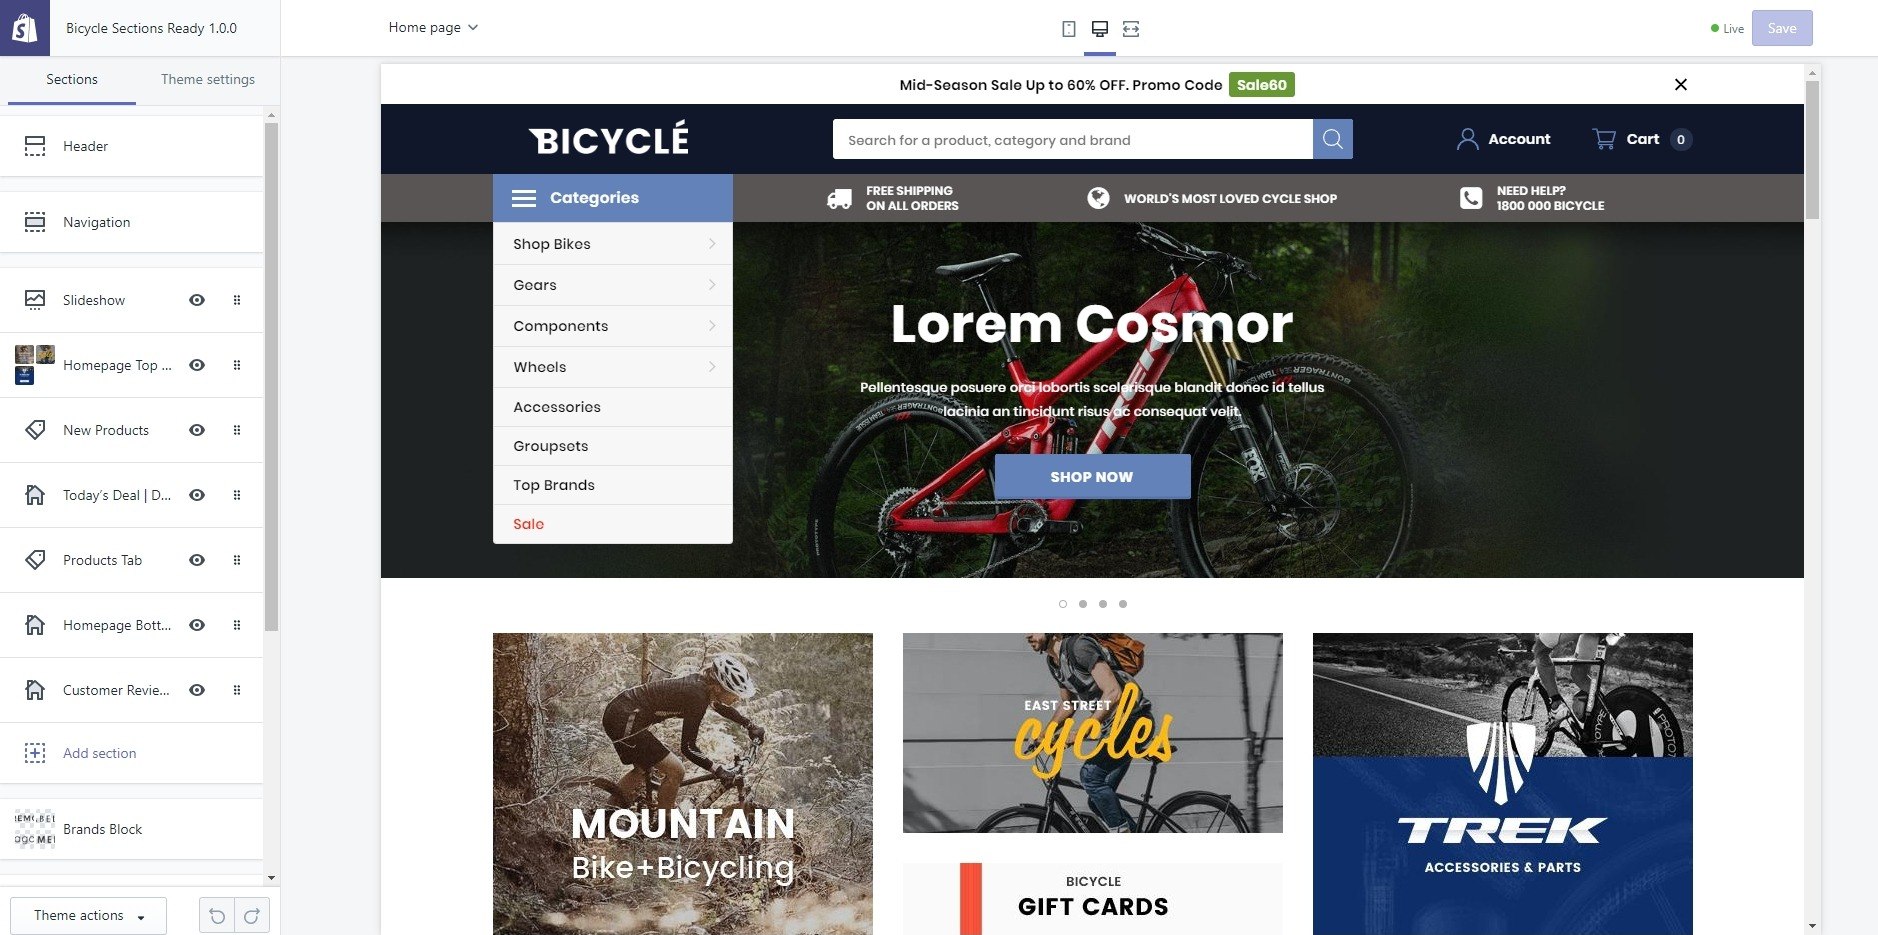 Bicycle Sections Ready 1.0.0
Home page
Live
Save
Sections
Theme settings
Header
Navigation
Slideshow
Homepage Top ...
New Products
Today's Deal | D...
Products Tab
Homepage Bott...
Customer Revie...
Add section
Brands Block
Theme actions
Mid-Season Sale Up to 60% OFF. Promo Code Sale60
BICYCLÉ
Search for a product, category and brand
Account
Cart 0
Categories
FREE SHIPPING
ON ALL ORDERS
WORLD'S MOST LOVED CYCLE SHOP
NEED HELP?
1800 000 BICYCLE
Shop Bikes
Gears
Components
Wheels
Accessories
Groupsets
Top Brands
Sale
Lorem Cosmor
Pellentesque posuere orci lobortis scelerisque blandit donec id tellus
lacinia an tincidunt risus ac consequat velit.
SHOP NOW
TREK
FOX
BONTRAGER
MOUNTAIN
Bike+Bicycling
EAST STREET
cycles
BICYCLE
GIFT CARDS
TREK
ACCESSORIES & PARTS